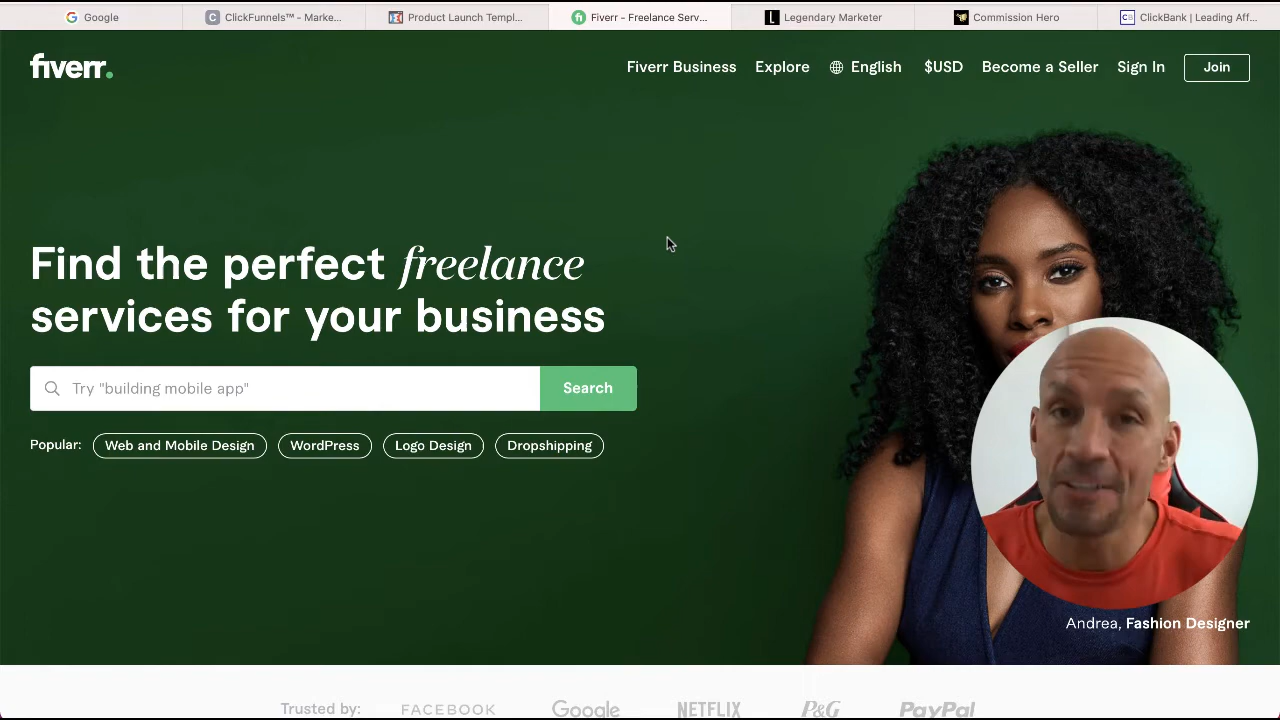 Google
ClickFunnels™ - Marke...
Product Launch Templ...
Fiverr - Freelance Serv...
Legendary Marketer
Commission Hero
CB
ClickBank | Leading Aff...
fiverr.
Fiverr Business
Explore
English
$USD
Become a Seller
Sign In
Join
Find the perfect freelance
services for your business
Try "building mobile app"
Search
Popular:
Web and Mobile Design
WordPress
Logo Design
Dropshipping
Andrea, Fashion Designer
Trusted by:
FACEBOOK
Google
NETFLIX
P&G
PayPal